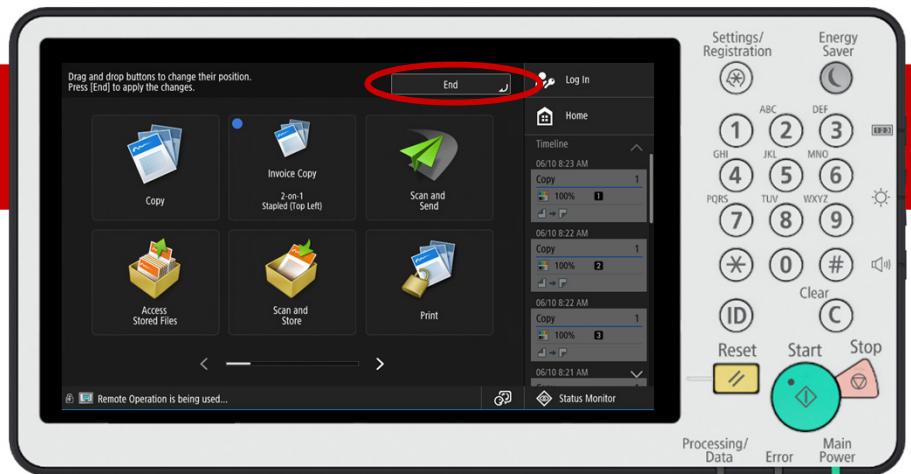 Drag and drop buttons to change their position.
Press [End] to apply the changes.
End
Log In
Home
Copy
Invoice Copy
2-on-1
Stapled (Top Left)
Scan and
Send
Access
Stored Files
Scan and
Store
Print
Timeline
06/10 8:23 AM
Copy 1
100% 1
06/10 8:22 AM
Copy 1
100% 2
06/10 8:22 AM
Copy 1
100% 3
06/10 8:21 AM
Remote Operation is being used...
Status Monitor
Settings/
Registration
Energy
Saver
ABC DEF
1 2 3
GHI JKL MNO
4 5 6
PQRS TUV WXYZ
7 8 9
0 #
Clear
ID C
Reset Start Stop
Processing/
Data
Error
Main
Power